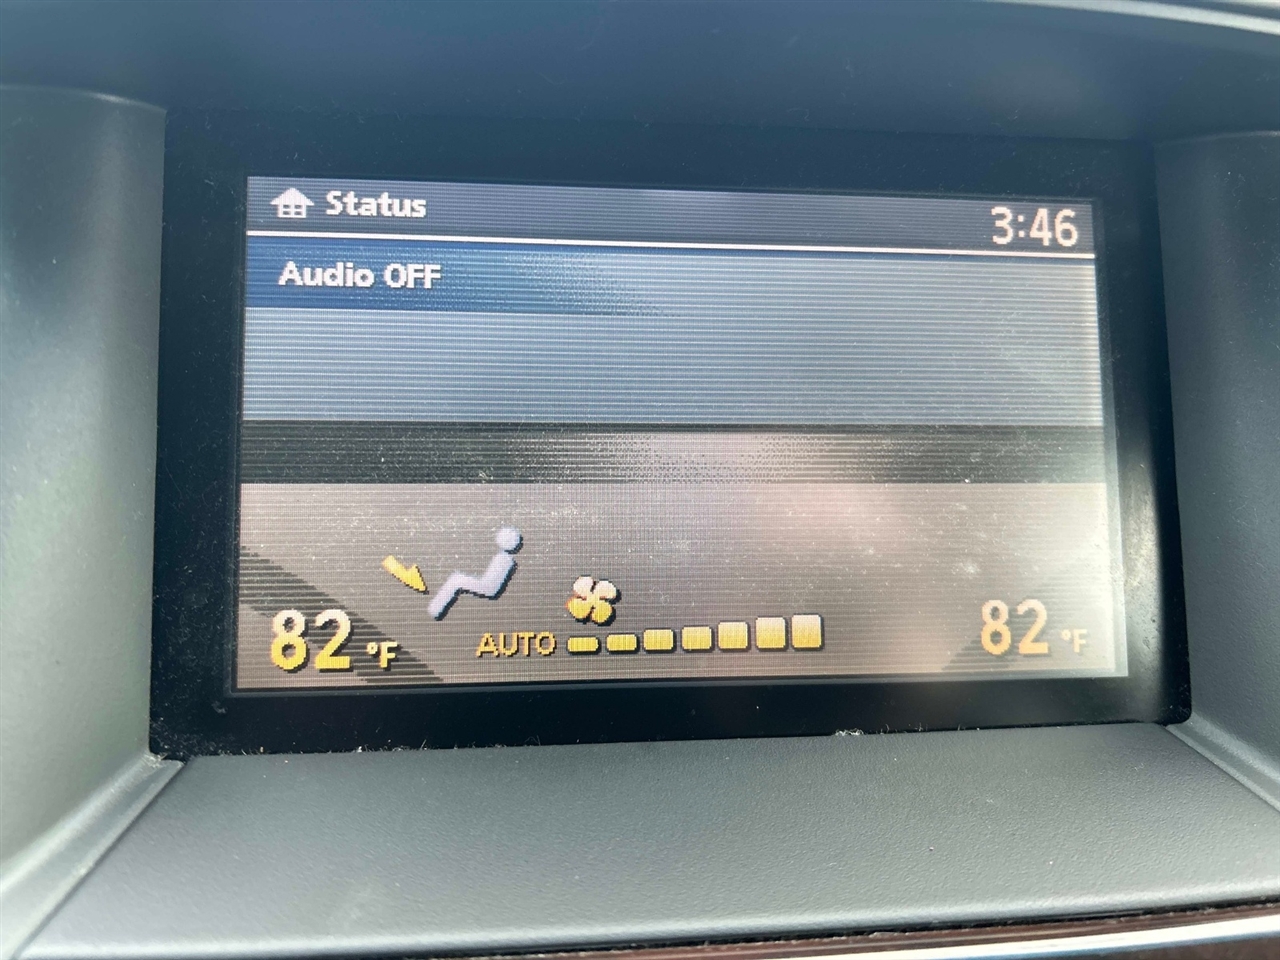 Status
3:46
Audio OFF
82 °F
AUTO
82 °F